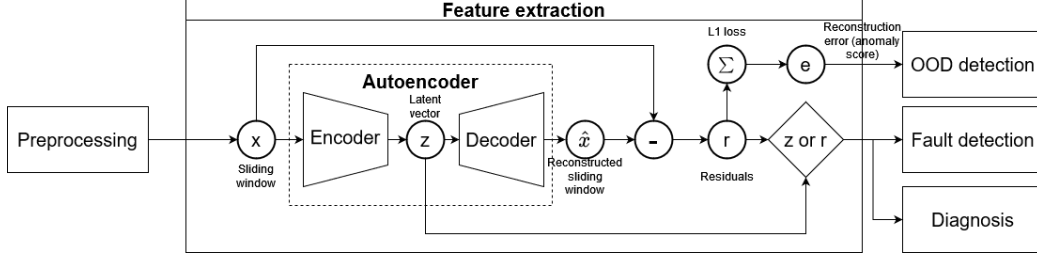 Feature extraction
Preprocessing
x
Sliding
window
Autoencoder
Encoder
Latent
vector
z
Decoder
x̂
Reconstructed
sliding
window
-
r
Residuals
L1 loss
Σ
e
Reconstruction
error (anomaly
score)
z or r
OOD detection
Fault detection
Diagnosis